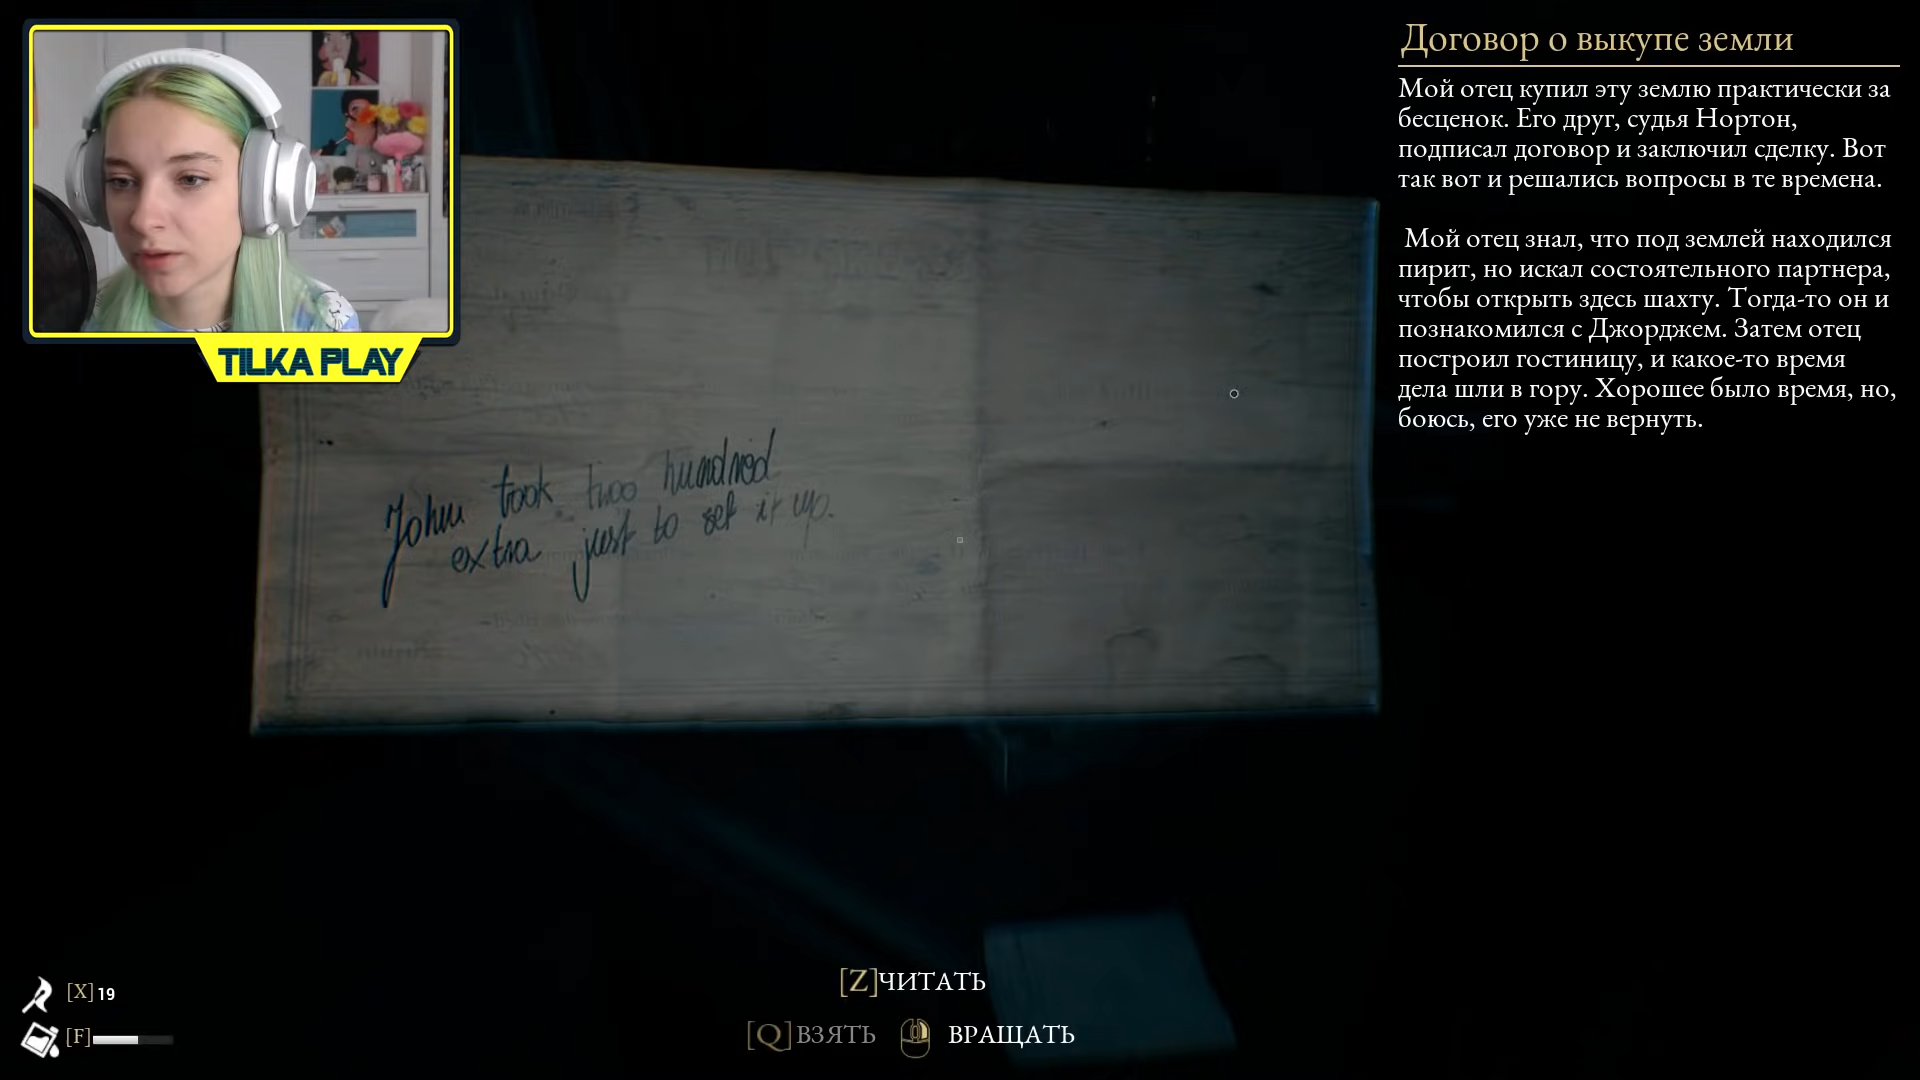 TILKA PLAY
Договор о выкупе земли
Мой отец купил эту землю практически за
бесценок. Его друг, судья Нортон,
подписал договор и заключил сделку. Вот
так вот и решались вопросы в те времена.
Мой отец знал, что под землей находился
пирит, но искал состоятельного партнера,
чтобы открыть здесь шахту. Тогда-то он и
познакомился с Джорджем. Затем отец
построил гостиницу, и какое-то время
дела шли в гору. Хорошее было время, но,
боюсь, его уже не вернуть.
John took two hundred
extra just to set it up.
[X] 19
[F]
[Z]ЧИТАТЬ
[Q]ВЗЯТЬ ВРАЩАТЬ